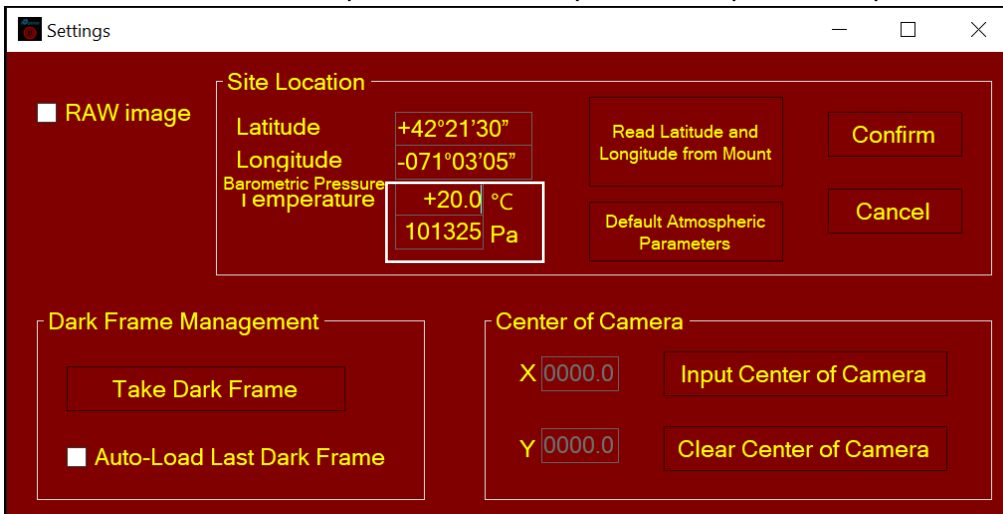 Settings
RAW image
Site Location
Latitude
+42°21'30”
Longitude
-071°03'05”
Barometric Pressure
Temperature
+20.0 °C
101325 Pa
Read Latitude and
Longitude from Mount
Default Atmospheric
Parameters
Confirm
Cancel
Dark Frame Management
Take Dark Frame
Auto-Load Last Dark Frame
Center of Camera
X 0000.0
Input Center of Camera
Y 0000.0
Clear Center of Camera